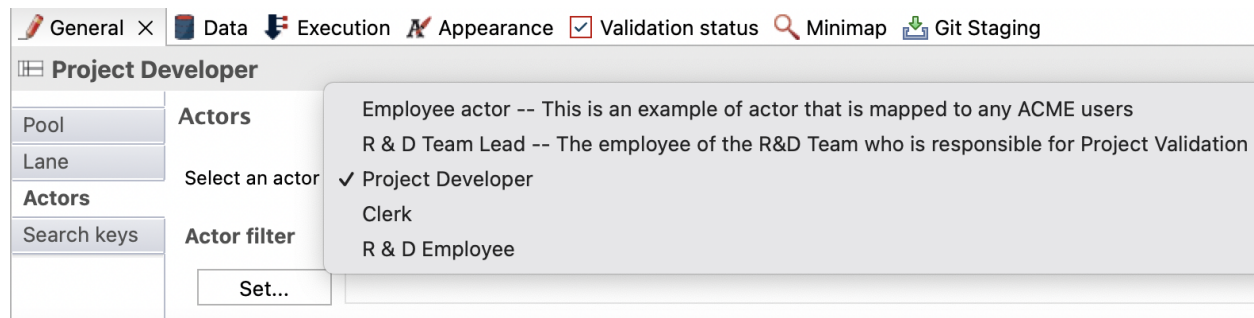 General Data Execution Appearance Validation status Minimap Git Staging
Project Developer
Pool
Lane
Actors
Search keys
Actors
Select an actor
Employee actor -- This is an example of actor that is mapped to any ACME users
R & D Team Lead -- The employee of the R&D Team who is responsible for Project Validation
Project Developer
Clerk
R & D Employee
Actor filter
Set...